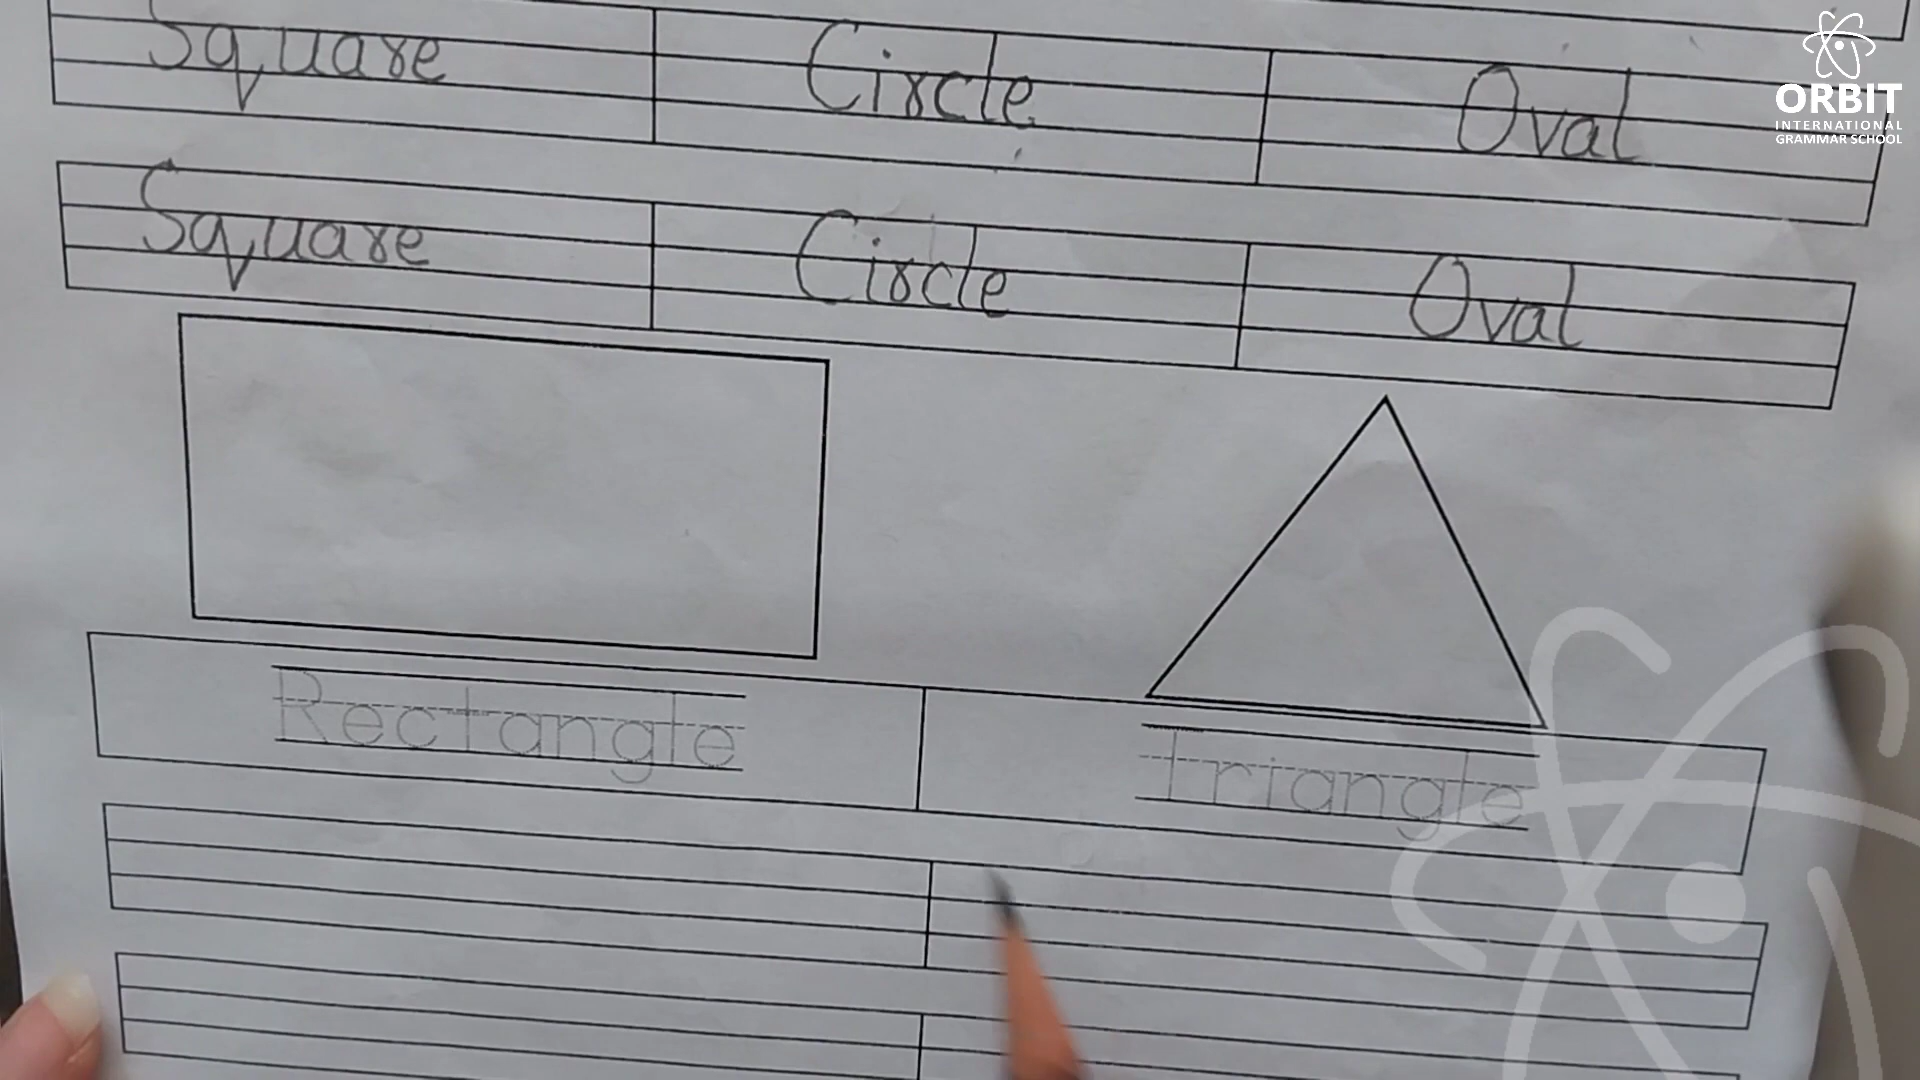 Square Circle Oval
ORBIT
INTERNATIONAL
GRAMMAR SCHOOL
Square Circle Oval
Rectangle Triangle